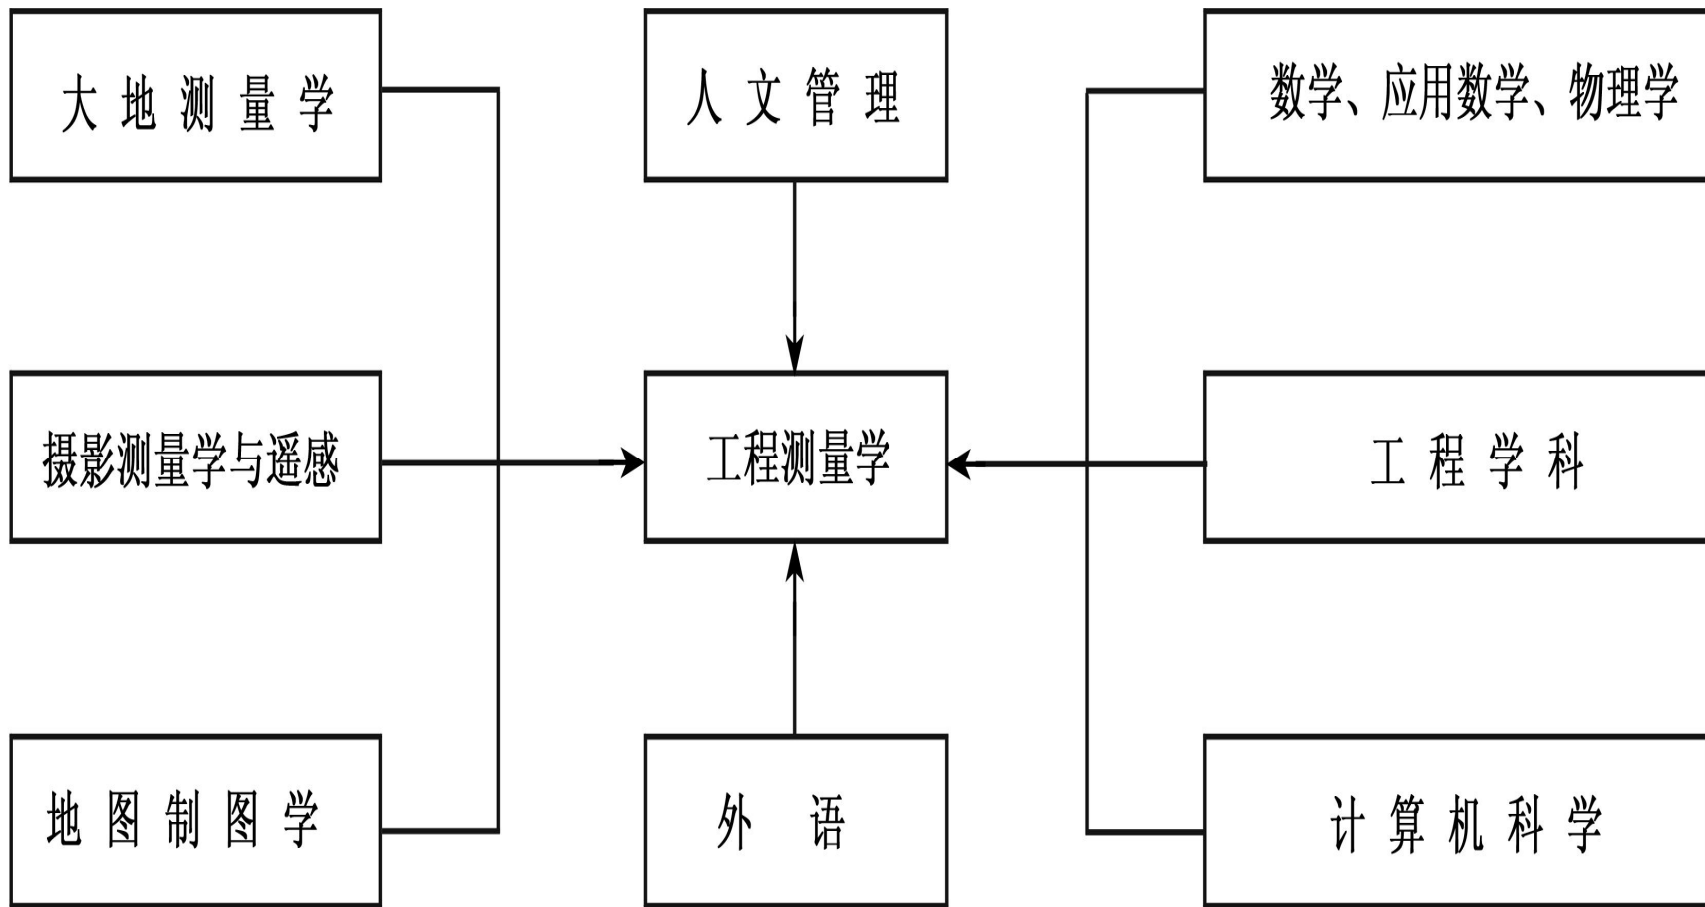 大地测量学
人文管理
数学、应用数学、物理学
摄影测量学与遥感
工程测量学
工程学科
地图制图学
外语
计算机科学